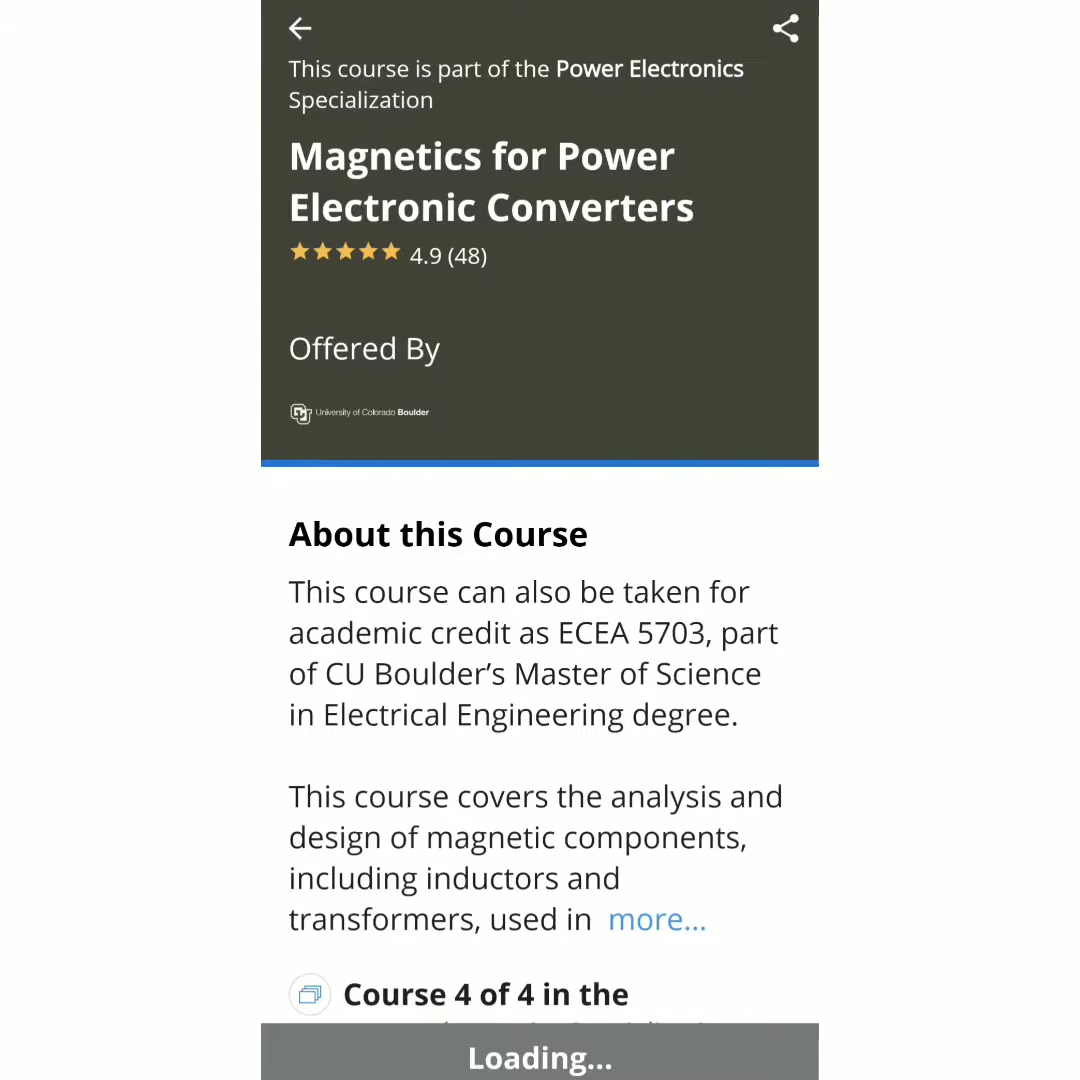 This course is part of the Power Electronics
Specialization
Magnetics for Power
Electronic Converters
4.9 (48)
Offered By
University of Colorado Boulder
About this Course
This course can also be taken for
academic credit as ECEA 5703, part
of CU Boulder’s Master of Science
in Electrical Engineering degree.
This course covers the analysis and
design of magnetic components,
including inductors and
transformers, used in more...
Course 4 of 4 in the
Loading...